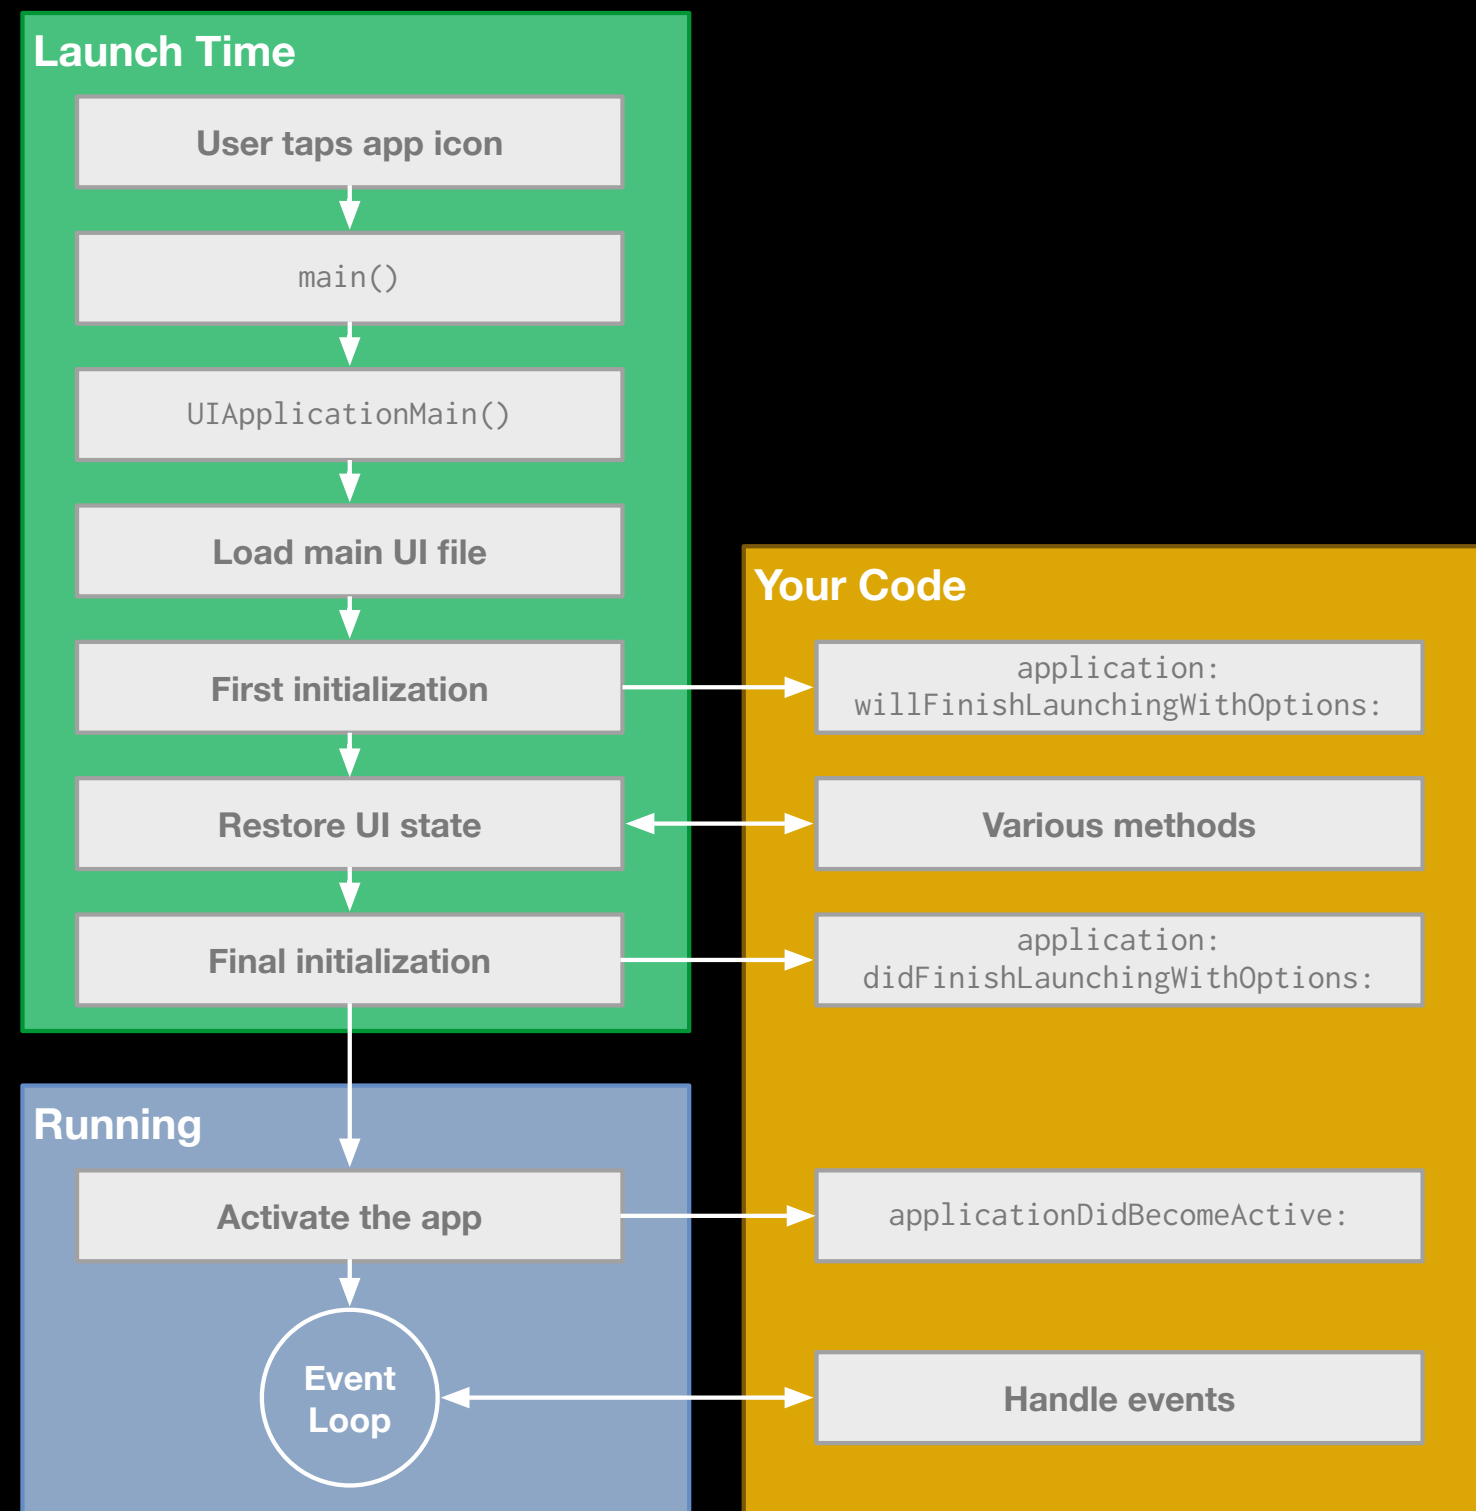 Launch Time
User taps app icon
main()
UIApplicationMain()
Load main UI file
First initialization
Restore UI state
Final initialization
Running
Activate the app
Event
Loop
Your Code
application:
willFinishLaunchingWithOptions:
Various methods
application:
didFinishLaunchingWithOptions:
applicationDidBecomeActive:
Handle events